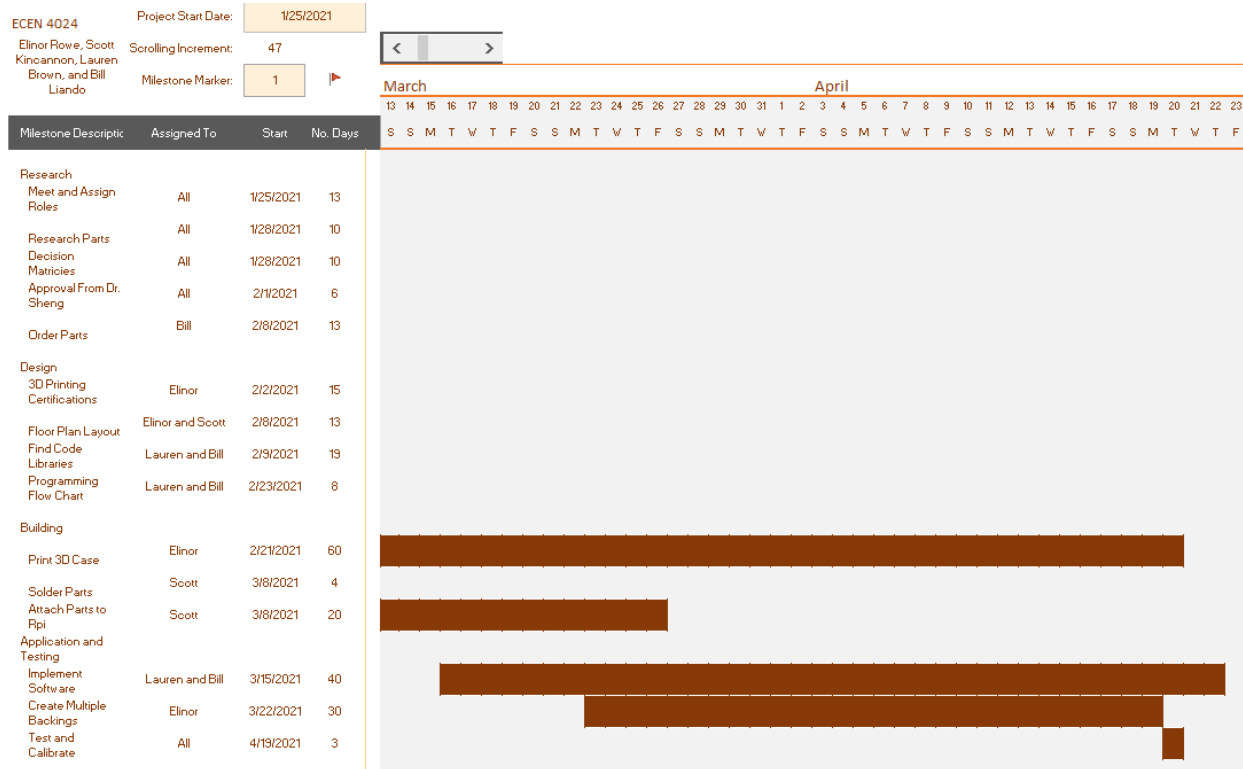 ECEN 4024
Project Start Date: 1/25/2021
Elinor Rowe, Scott
Kincannon, Lauren
Brown, and Bill
Liando
Scrolling Increment: 47
Milestone Marker: 1
March April
13 14 15 16 17 18 19 20 21 22 23 24 25 26 27 28 29 30 31 1 2 3 4 5 6 7 8 9 10 11 12 13 14 15 16 17 18 19 20 21 22 23
Milestone Descriptic Assigned To Start No. Days S S M T W T F S S M T W T F S S M T W T F S S M T W T F S S M T W T F S S M T W T F
Research
Meet and Assign
Roles
All 1/25/2021 13
Research Parts
All 1/28/2021 10
Decision
Matricies
All 1/28/2021 10
Approval From Dr.
Sheng
All 2/1/2021 6
Order Parts
Bill 2/8/2021 13
Design
3D Printing
Certifications
Elinor 2/2/2021 15
Floor Plan Layout
Elinor and Scott 2/8/2021 13
Find Code
Libraries
Lauren and Bill 2/9/2021 19
Programming
Flow Chart
Lauren and Bill 2/23/2021 8
Building
Print 3D Case
Elinor 2/21/2021 60
Solder Parts
Scott 3/8/2021 4
Attach Parts to
Rpi
Scott 3/8/2021 20
Application and
Testing
Implement
Software
Lauren and Bill 3/15/2021 40
Create Multiple
Backings
Elinor 3/22/2021 30
Test and
Calibrate
All 4/19/2021 3